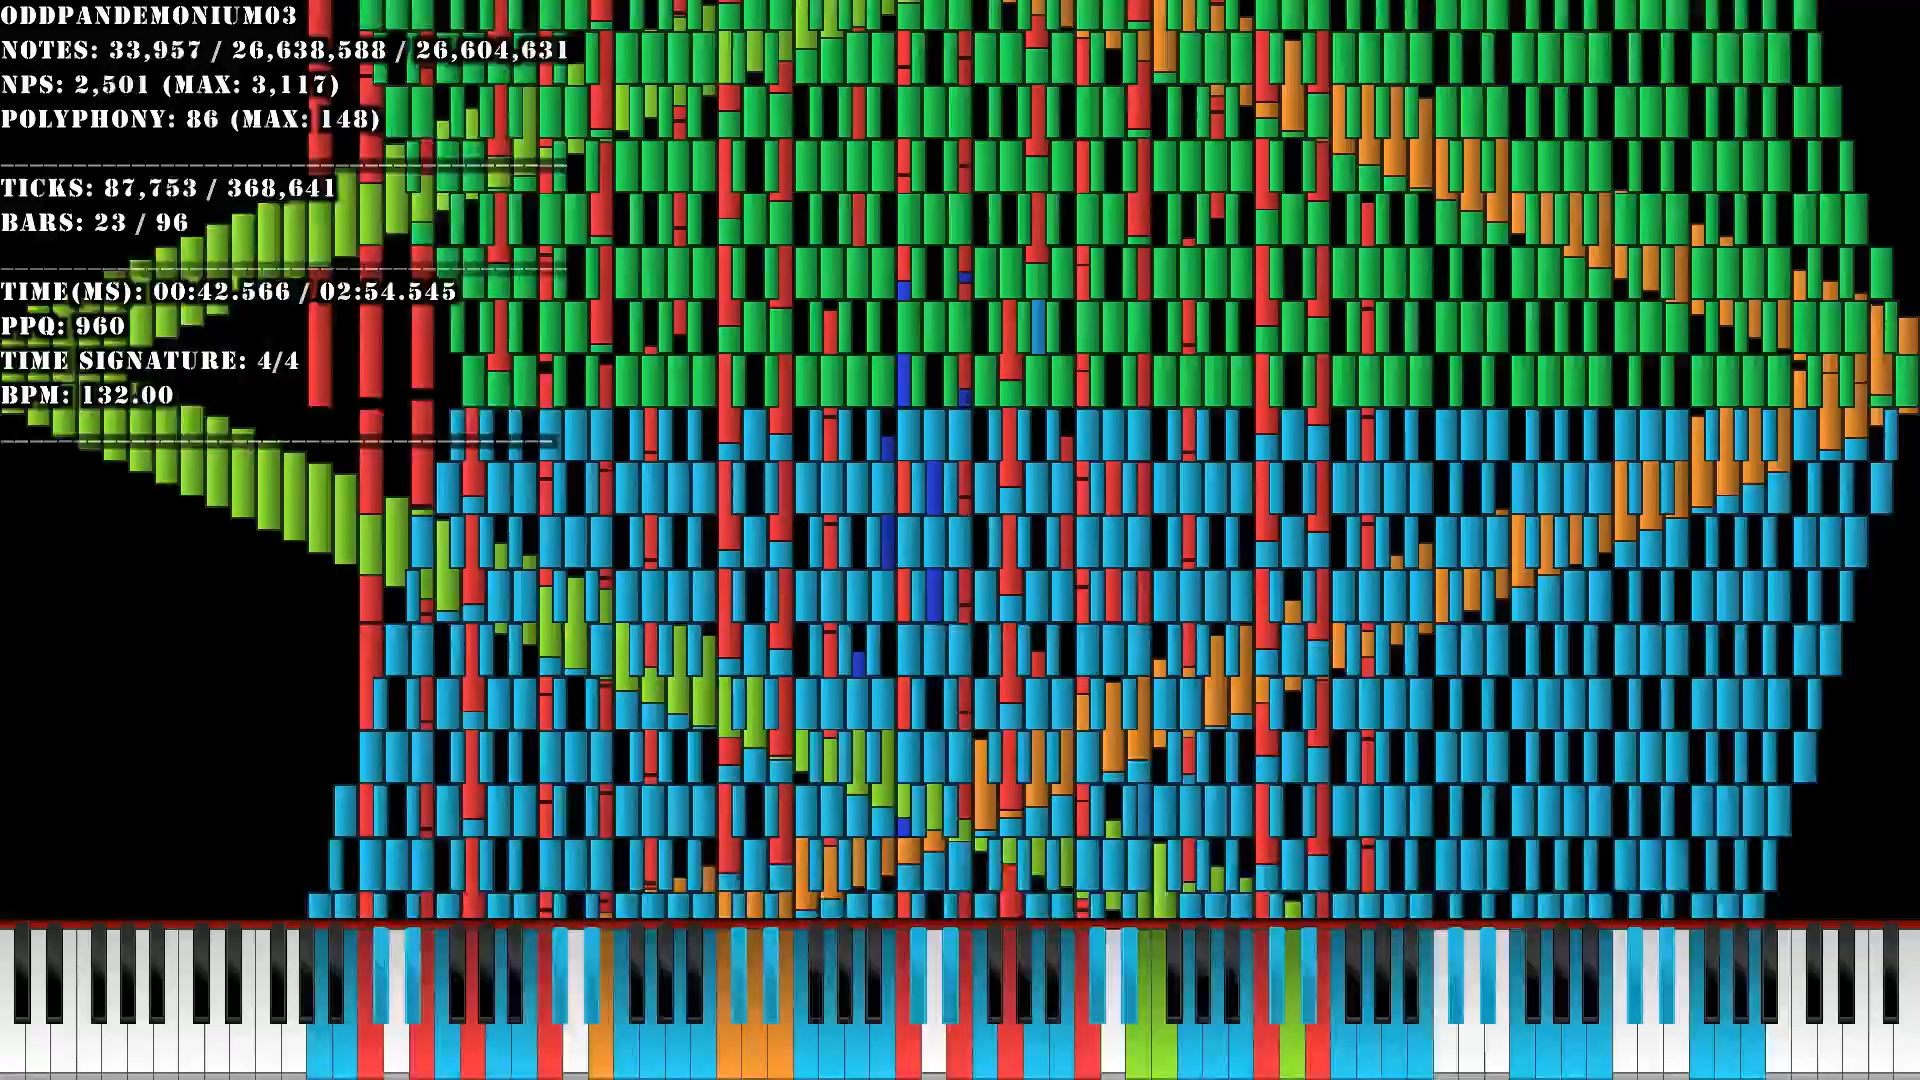 ODDPANDEMONIUM03
NOTES: 33,957 / 26,638,588 / 26,604,631
NPS: 2,501 (MAX: 3,117)
POLYPHONY: 86 (MAX: 148)
TICKS: 87,753 / 368,641
BARS: 23 / 96
TIME(MS): 00:42.566 / 02:54.545
PPQ: 960
TIME SIGNATURE: 4/4
BPM: 132.00